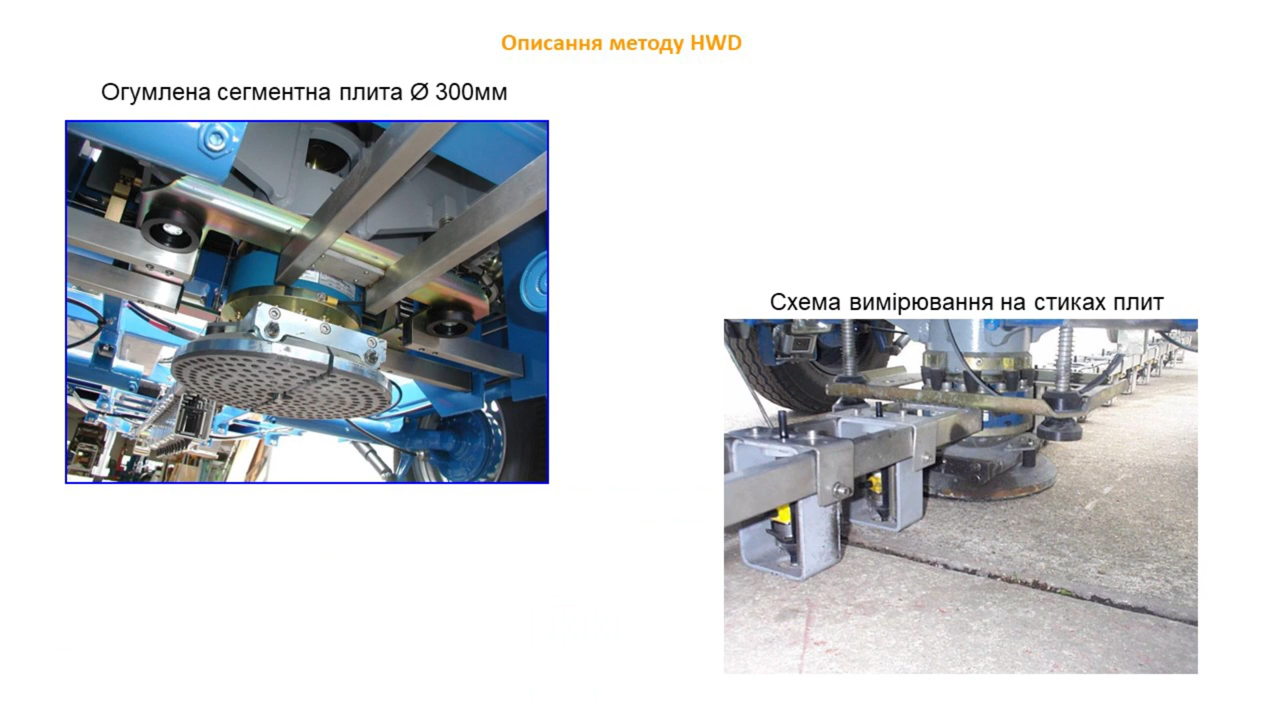 Описання методу HWD
Огумлена сегментна плита Ø 300мм
Схема вимірювання на стиках плит